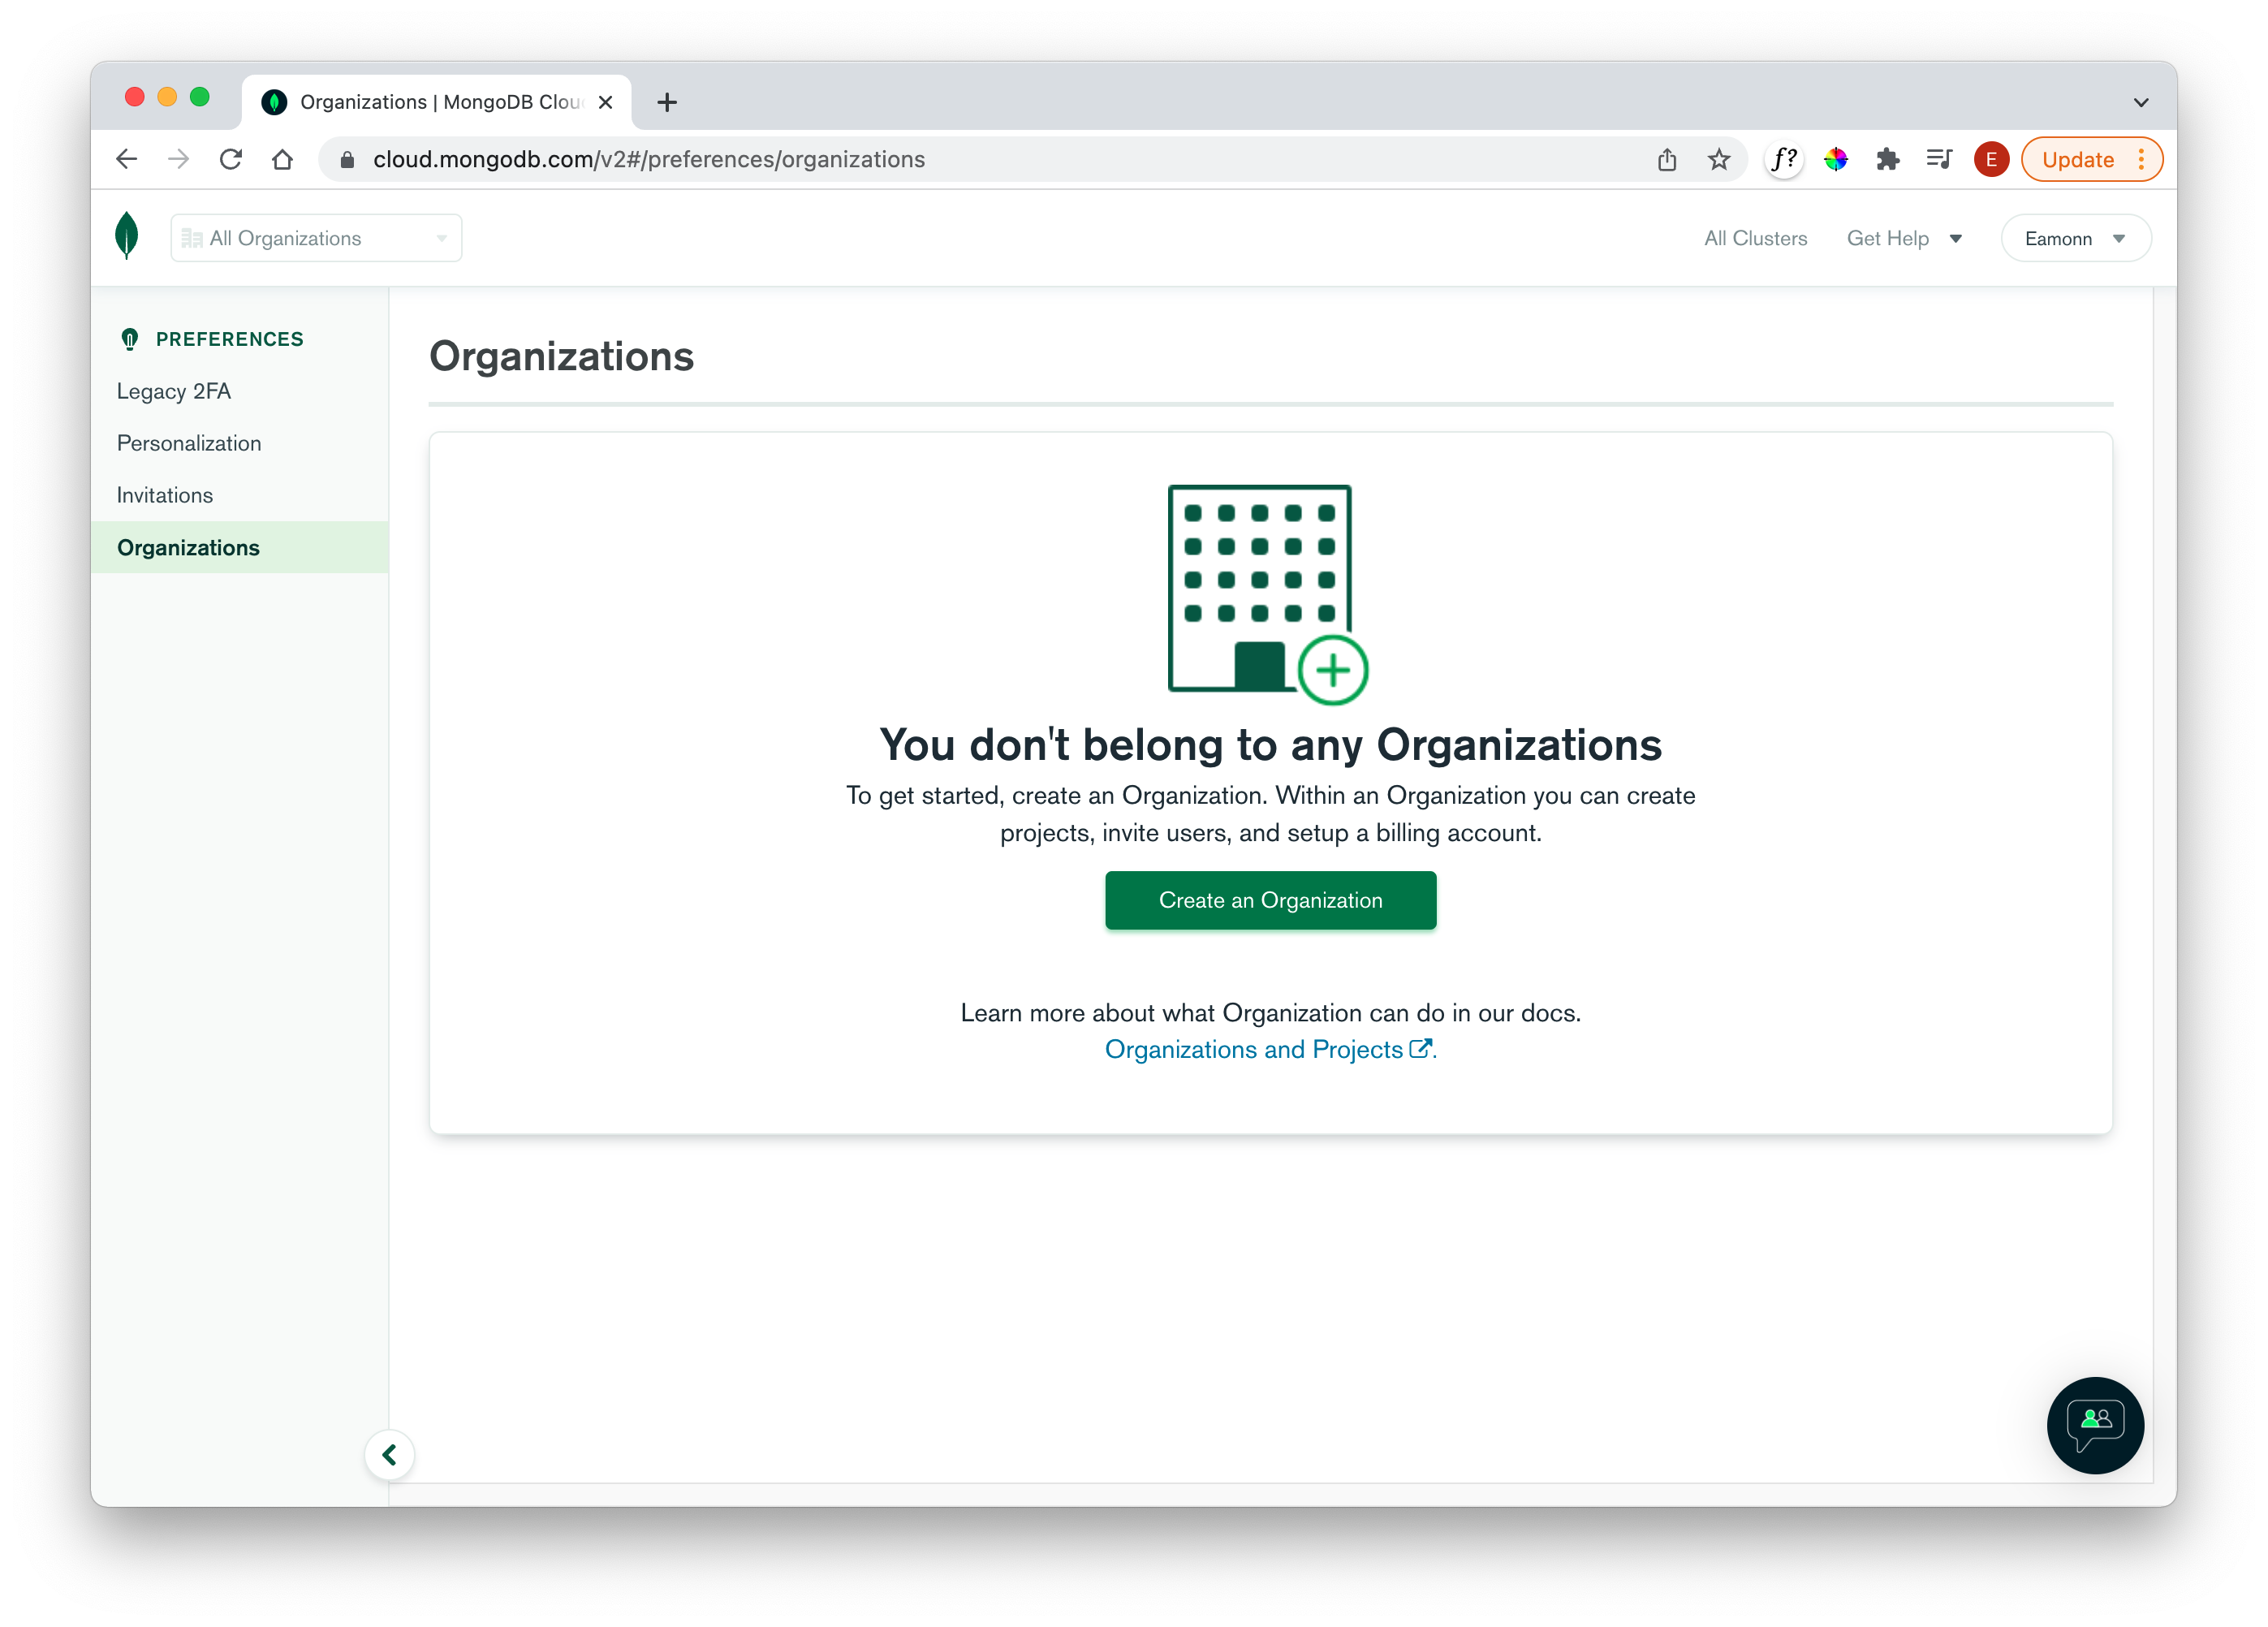 Organizations | MongoDB Clou
cloud.mongodb.com/v2#/preferences/organizations
f?
E
Update
All Organizations
All Clusters
Get Help
Eamonn
PREFERENCES
Legacy 2FA
Personalization
Invitations
Organizations
Organizations
You don't belong to any Organizations
To get started, create an Organization. Within an Organization you can create
projects, invite users, and setup a billing account.
Create an Organization
Learn more about what Organization can do in our docs.
Organizations and Projects.